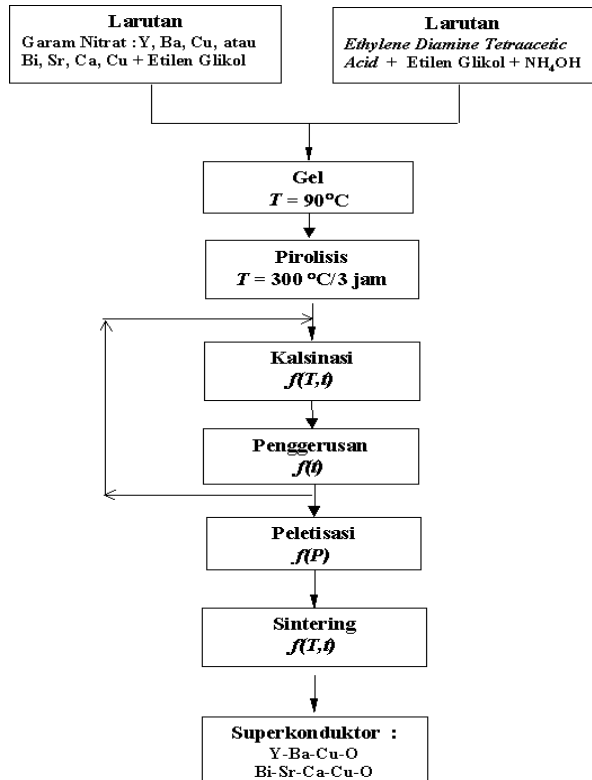 Larutan
Garam Nitrat : Y, Ba, Cu, atau
Bi, Sr, Ca, Cu + Etilen Glikol
Larutan
Ethylene Diamine Tetraacetic
Acid + Etilen Glikol + NH₄OH
Gel
T = 90°C
Pirolisis
T = 300 °C/3 jam
Kalsinasi
f(T,t)
Penggerusan
f(t)
Peletisasi
f(P)
Sintering
f(T,t)
Superkonduktor :
Y-Ba-Cu-O
Bi-Sr-Ca-Cu-O